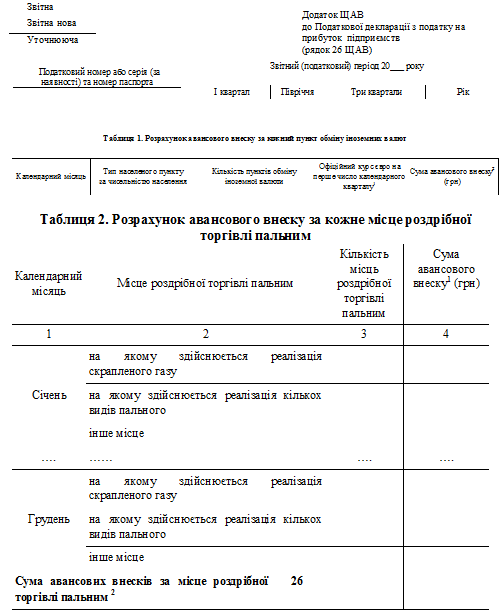 Звітна
Звітна нова
Уточнююча
Додаток ЩАВ
до Податкової декларації з податку на
прибуток підприємств
(рядок 26 ЩАВ)
Податковий номер або серія (за
наявності) та номер паспорта
Звітний (податковий) період 20___ року
І квартал Півріччя Три квартали Рік
Таблиця 1. Розрахунок авансового внеску за кожний пункт обміну іноземних валют
Календарний місяць
Тип населеного пункту
за чисельністю населення
Кількість пунктів обміну
іноземної валюти
Офіційний курс євро на
перше число календарного
кварталу¹
Сума авансового внеску²
(грн)
Таблиця 2. Розрахунок авансового внеску за кожне місце роздрібної
торгівлі пальним
Календарний
місяць
Місце роздрібної торгівлі пальним
Кількість
місць
роздрібної
торгівлі
пальним
Сума
авансового
внеску¹ (грн)
1 2 3 4
Січень
на якому здійснюється реалізація
скрапленого газу
на якому здійснюється реалізація кількох
видів пального
інше місце
…. …… …. ….
Грудень
на якому здійснюється реалізація
скрапленого газу
на якому здійснюється реалізація кількох
видів пального
інше місце
Сума авансових внесків за місце роздрібної 26
торгівлі пальним ²